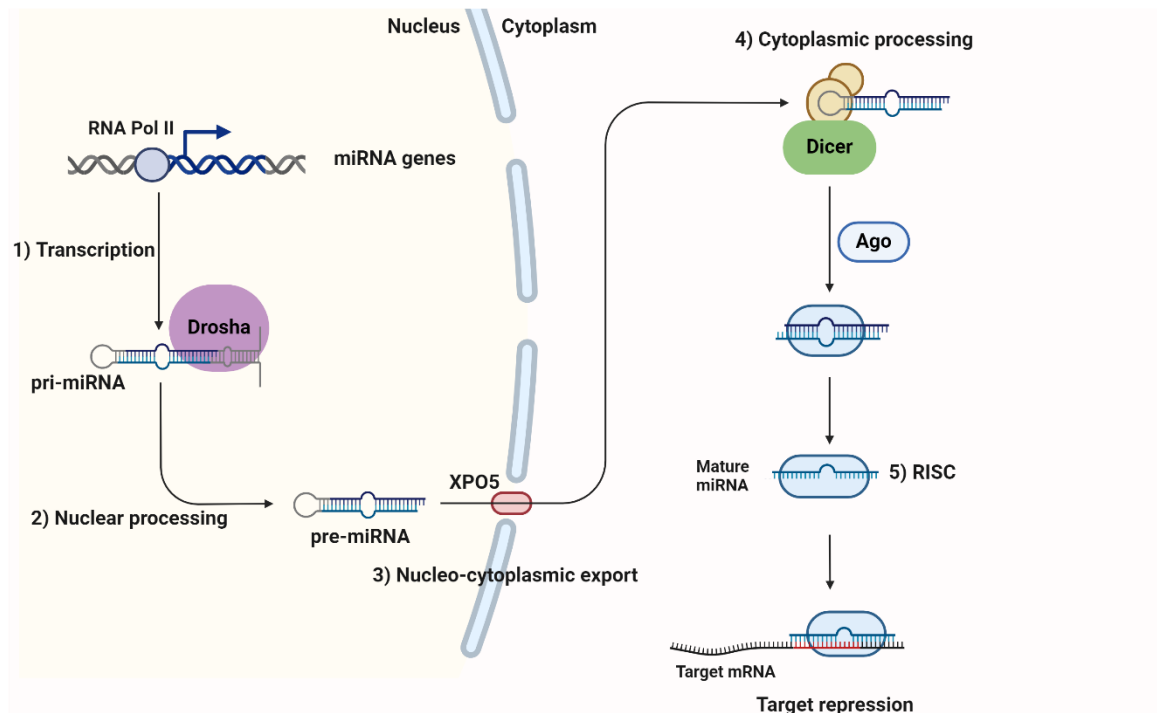 Nucleus
Cytoplasm
RNA Pol II
miRNA genes
1) Transcription
Drosha
pri-miRNA
2) Nuclear processing
pre-miRNA
XPO5
3) Nucleo-cytoplasmic export
4) Cytoplasmic processing
Dicer
Ago
Mature
miRNA
5) RISC
Target mRNA
Target repression